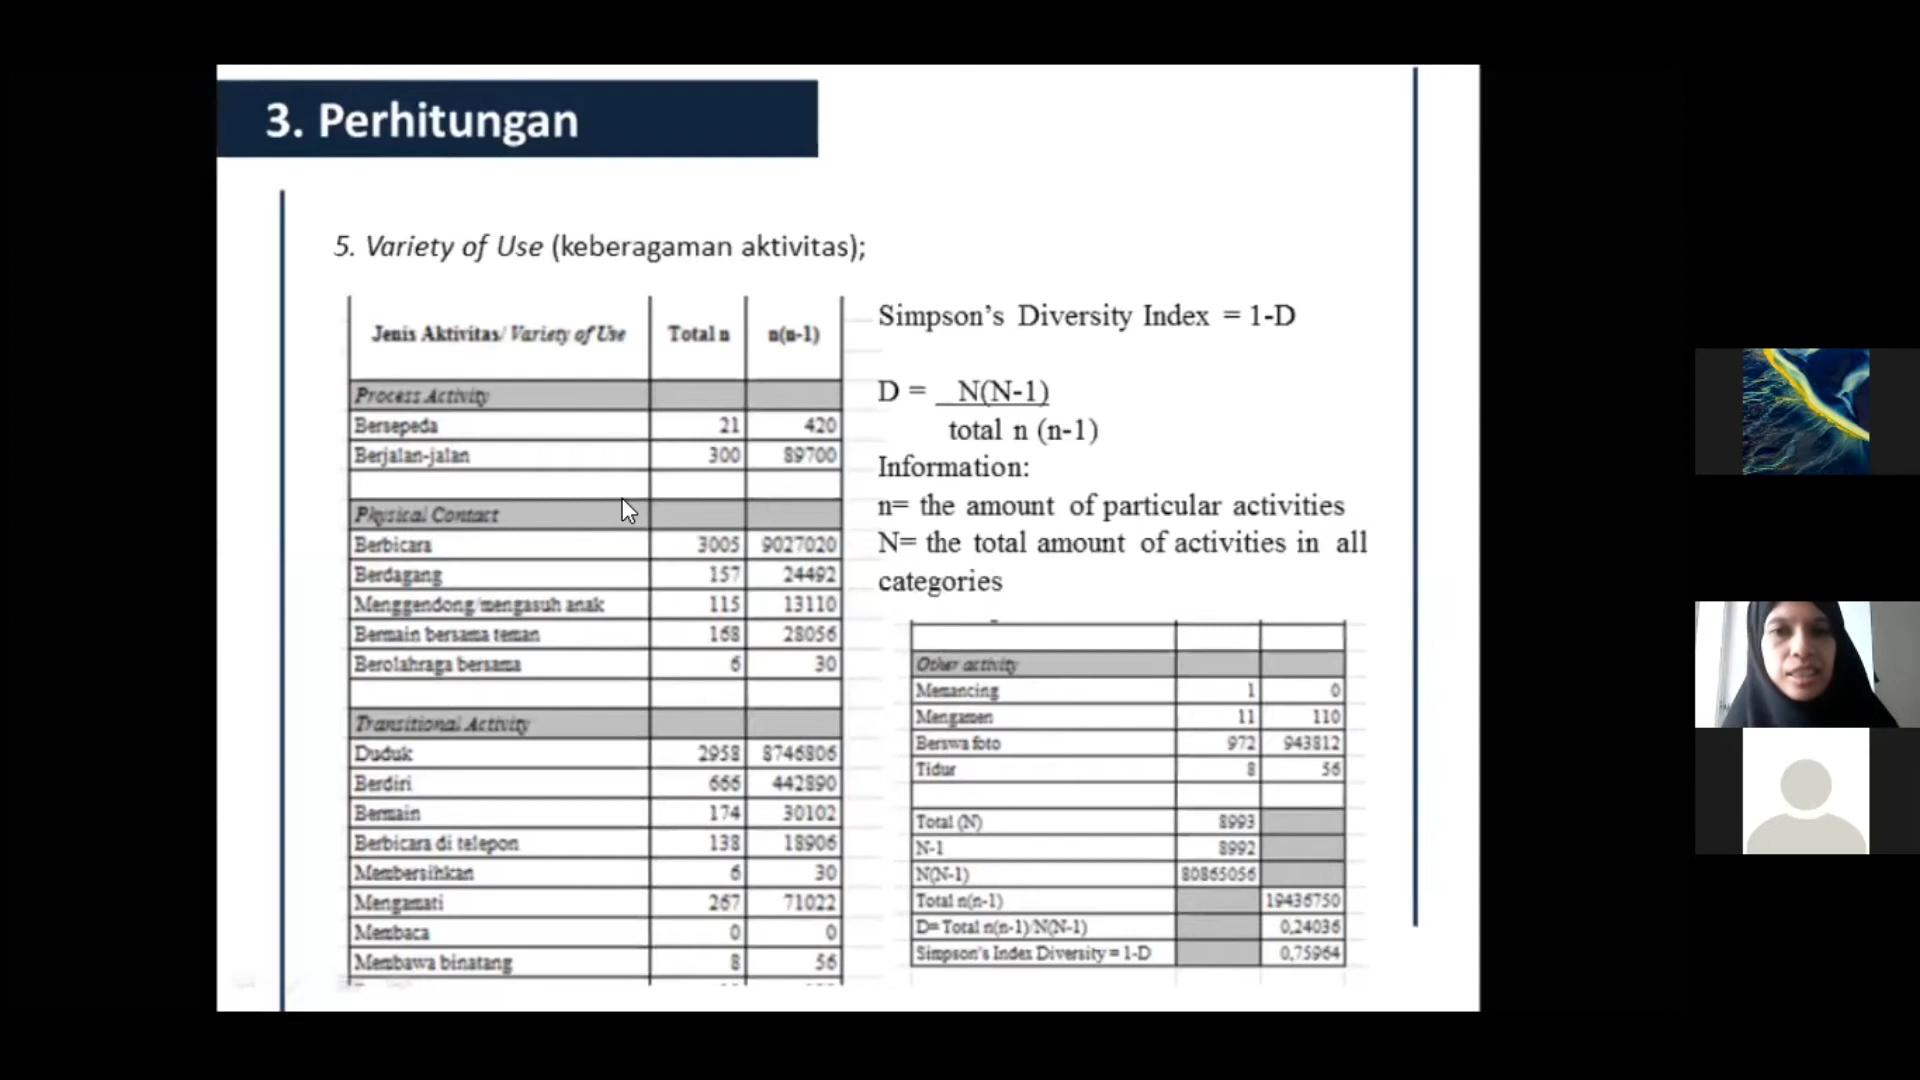 3. Perhitungan
5. Variety of Use (keberagaman aktivitas);
Jenis Aktivitas/ Variety of Use Total n n(n-1)
Process Activity
Bersepeda 21 420
Berjalan-jalan 300 89700
Physical Contact
Berbicara 3005 9027020
Berdagang 157 24492
Menggendong/mengasuh anak 115 13110
Bermain bersama teman 168 28056
Berolahraga bersama 6 30
Transitional Activity
Duduk 2958 8746806
Berdiri 666 442890
Bermain 174 30102
Berbicara di telepon 138 18906
Membersihkan 6 30
Mengamati 267 71022
Membaca 0 0
Membawa binatang 8 56
Simpson's Diversity Index = 1-D
D = N(N-1)
total n (n-1)
Information:
n= the amount of particular activities
N= the total amount of activities in all
categories
Other activity
Memancing 1 0
Mengamen 11 110
Berswa foto 972 943812
Tidur 8 56
Total (N) 8993
N-1 8992
N(N-1) 80865056
Total n(n-1) 19436750
D= Total n(n-1)/N(N-1) 0,24036
Simpson's Index Diversity = 1-D 0,75964